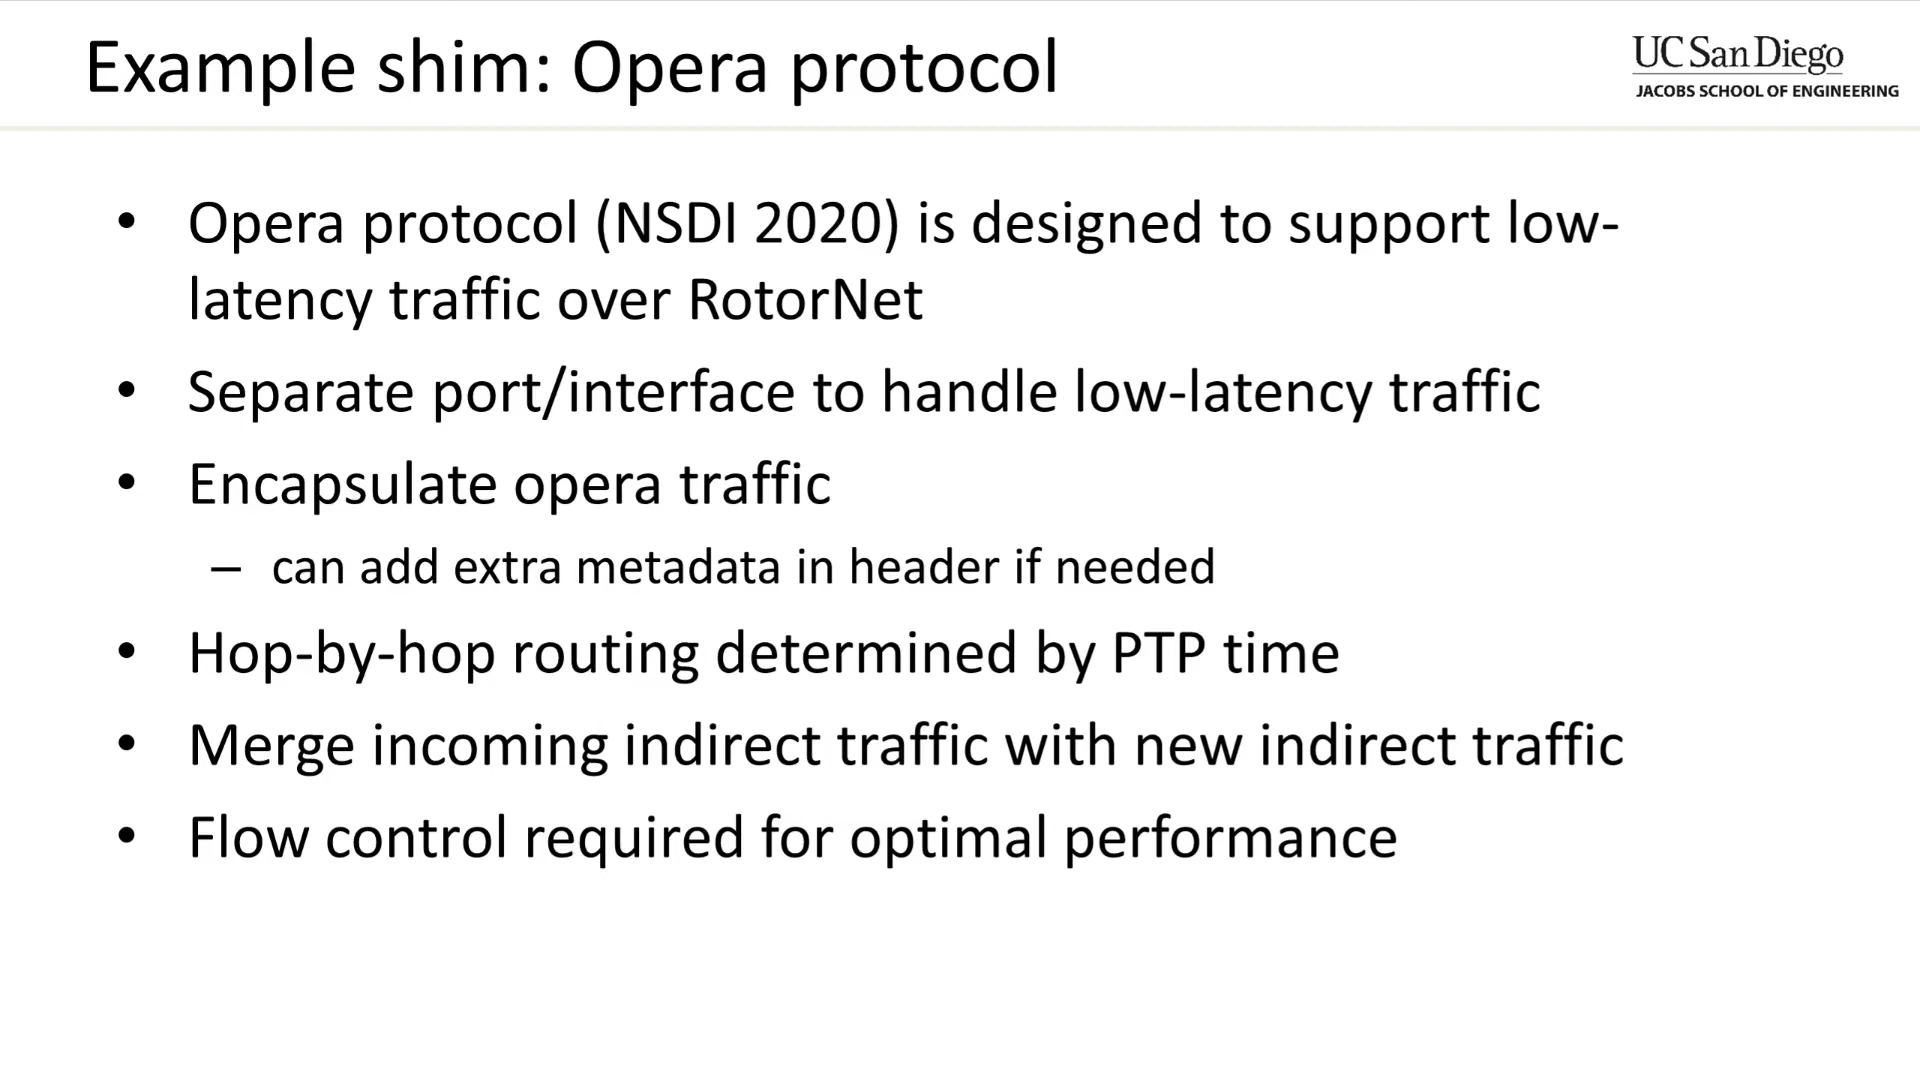 Example shim: Opera protocol
UC San Diego
JACOBS SCHOOL OF ENGINEERING
• Opera protocol (NSDI 2020) is designed to support low-
latency traffic over RotorNet
• Separate port/interface to handle low-latency traffic
• Encapsulate opera traffic
– can add extra metadata in header if needed
• Hop-by-hop routing determined by PTP time
• Merge incoming indirect traffic with new indirect traffic
• Flow control required for optimal performance